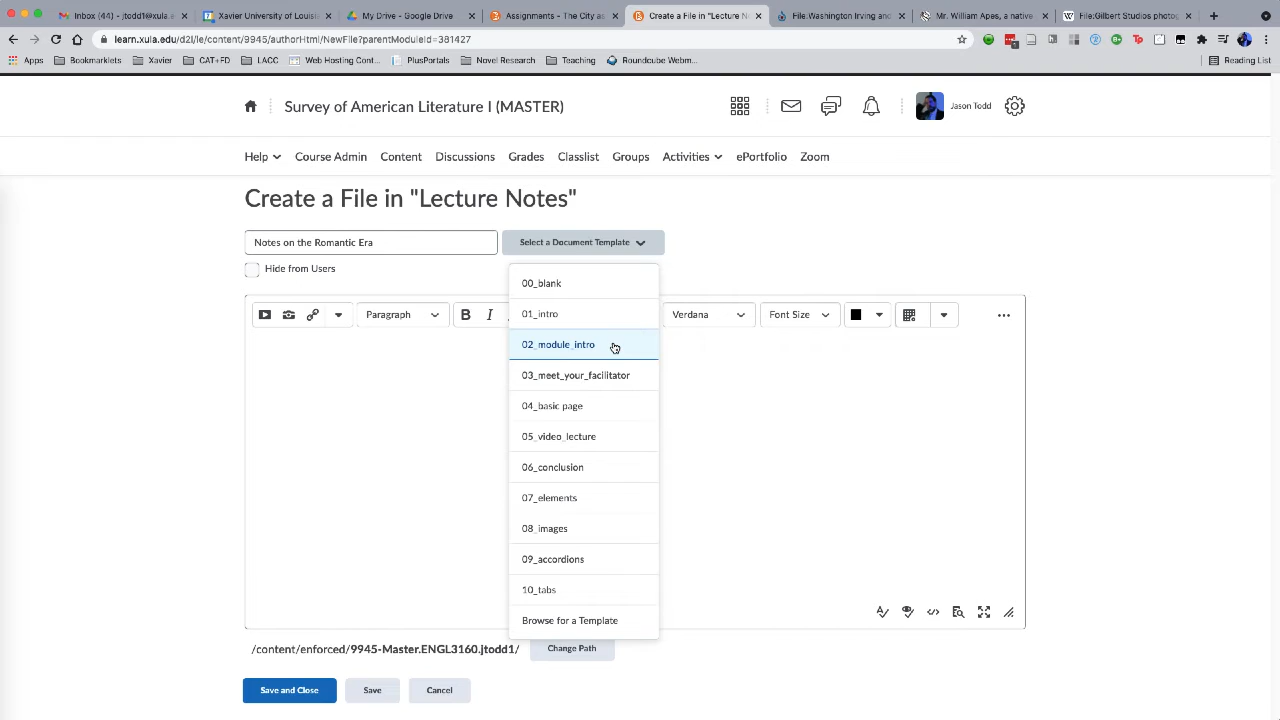 Inbox (44) - jtodd1@xula.e
Xavier University of Louisi
My Drive - Google Drive
Assignments - The City as
Create a File in "Lecture N
File:Washington Irving and
Mr. William Apes, a native
File:Gilbert Studios photog
learn.xula.edu/d2l/le/content/9945/authorHtml/NewFile?parentModuleId=381427
Apps
Bookmarklets
Xavier
CAT+FD
LACC
Web Hosting Cont...
PlusPortals
Novel Research
Teaching
Roundcube Webm...
Reading List
Survey of American Literature I (MASTER)
Jason Todd
Help
Course Admin
Content
Discussions
Grades
Classlist
Groups
Activities
ePortfolio
Zoom
Create a File in "Lecture Notes"
Notes on the Romantic Era
Select a Document Template
Hide from Users
00_blank
Paragraph
B
I
Verdana
Font Size
01_intro
02_module_intro
03_meet_your_facilitator
04_basic page
05_video_lecture
06_conclusion
07_elements
08_images
09_accordions
10_tabs
Browse for a Template
/content/enforced/9945-Master.ENGL3160.jtodd1/
Change Path
Save and Close
Save
Cancel